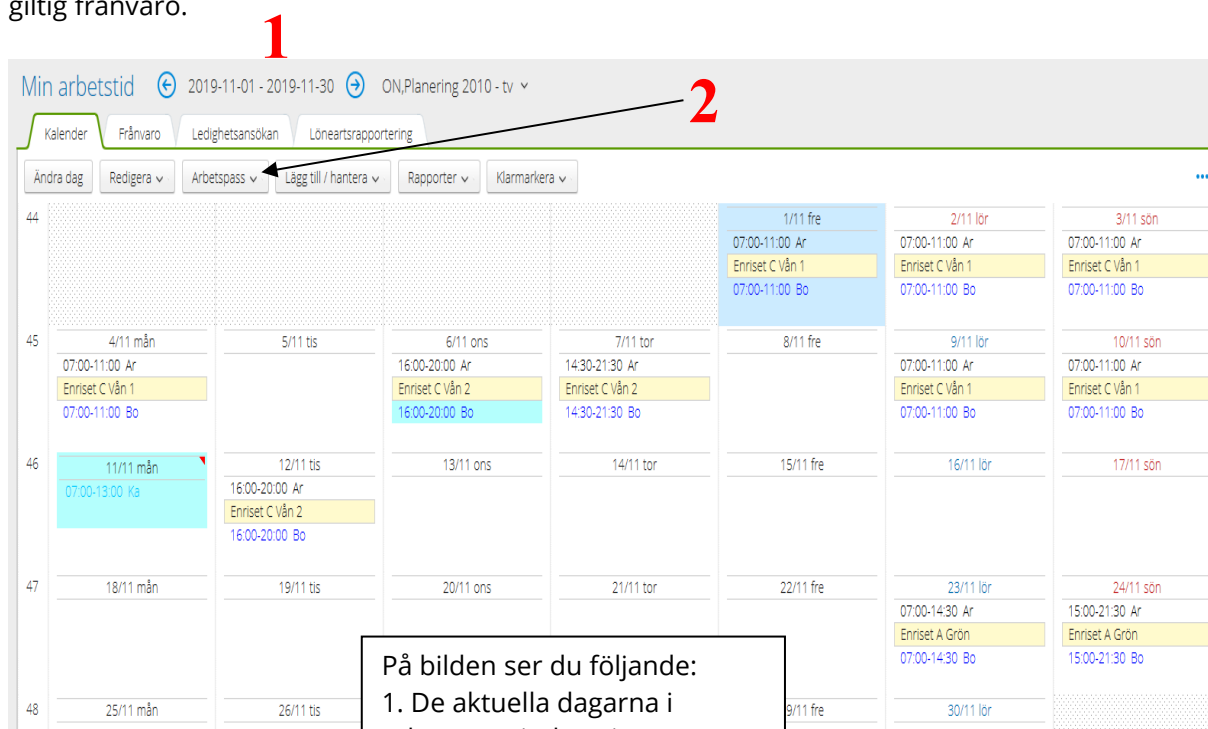 giltig frånvaro.
1
Min arbetstid 2019-11-01 - 2019-11-30 ON,Planering 2010 - tv
2
Kalender Frånvaro Ledighetsansökan Löneartsrapportering
Ändra dag Redigera Arbetspass Lägg till / hantera Rapporter Klarmarkera
44 1/11 fre 2/11 lör 3/11 sön
07:00-11:00 Ar 07:00-11:00 Ar 07:00-11:00 Ar
Enriset C Vån 1 Enriset C Vån 1 Enriset C Vån 1
07:00-11:00 Bo 07:00-11:00 Bo 07:00-11:00 Bo
45 4/11 mån 5/11 tis 6/11 ons 7/11 tor 8/11 fre 9/11 lör 10/11 sön
07:00-11:00 Ar 16:00-20:00 Ar 14:30-21:30 Ar 07:00-11:00 Ar 07:00-11:00 Ar
Enriset C Vån 1 Enriset C Vån 2 Enriset C Vån 2 Enriset C Vån 1 Enriset C Vån 1
07:00-11:00 Bo 16:00-20:00 Bo 14:30-21:30 Bo 07:00-11:00 Bo 07:00-11:00 Bo
46 11/11 mån 12/11 tis 13/11 ons 14/11 tor 15/11 fre 16/11 lör 17/11 sön
07:00-13:00 Ka 16:00-20:00 Ar
Enriset C Vån 2
16:00-20:00 Bo
47 18/11 mån 19/11 tis 20/11 ons 21/11 tor 22/11 fre 23/11 lör 24/11 sön
07:00-14:30 Ar 15:00-21:30 Ar
Enriset A Grön Enriset A Grön
07:00-14:30 Bo 15:00-21:30 Bo
På bilden ser du följande:
1. De aktuella dagarna i
48 25/11 mån 26/11 tis 9/11 fre 30/11 lör